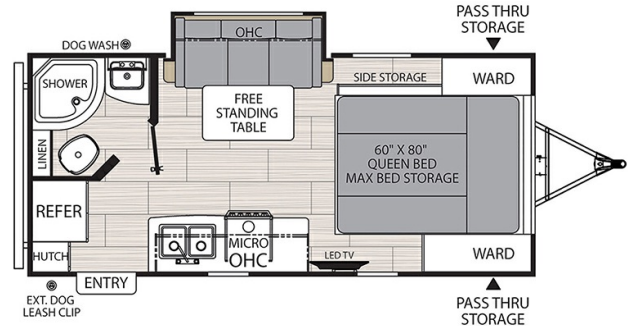 PASS THRU
STORAGE
DOG WASH
OHC
SIDE STORAGE
WARD
SHOWER
FREE
STANDING
TABLE
LINEN
60" X 80"
QUEEN BED
MAX BED STORAGE
REFER
MICRO
OHC
HUTCH
LED TV
WARD
ENTRY
EXT. DOG
LEASH CLIP
PASS THRU
STORAGE